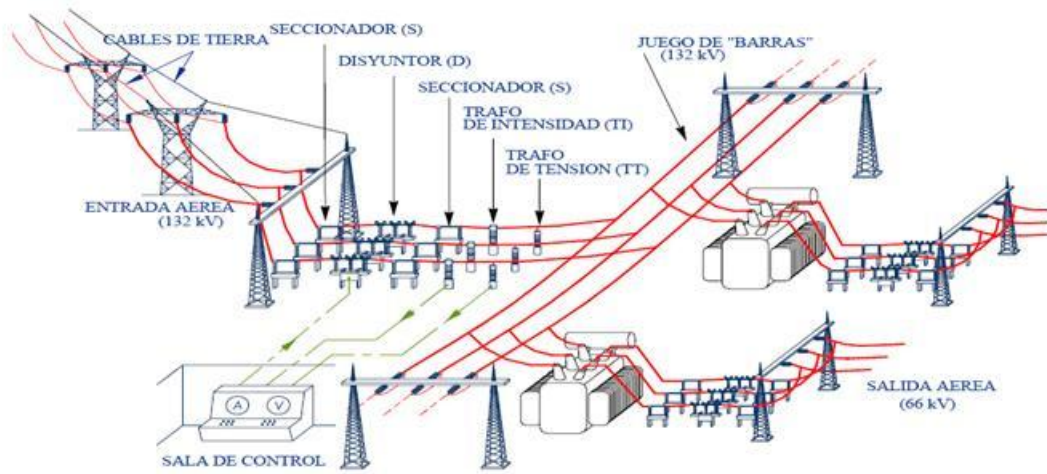 SECCIONADOR (S)
CABLES DE TIERRA
DISYUNTOR (D)
SECCIONADOR (S)
TRAFO
DE INTENSIDAD (TI)
TRAFO
DE TENSION (TT)
JUEGO DE "BARRAS"
(132 kV)
ENTRADA AEREA
(132 kV)
A
V
SALA DE CONTROL
SALIDA AEREA
(66 kV)